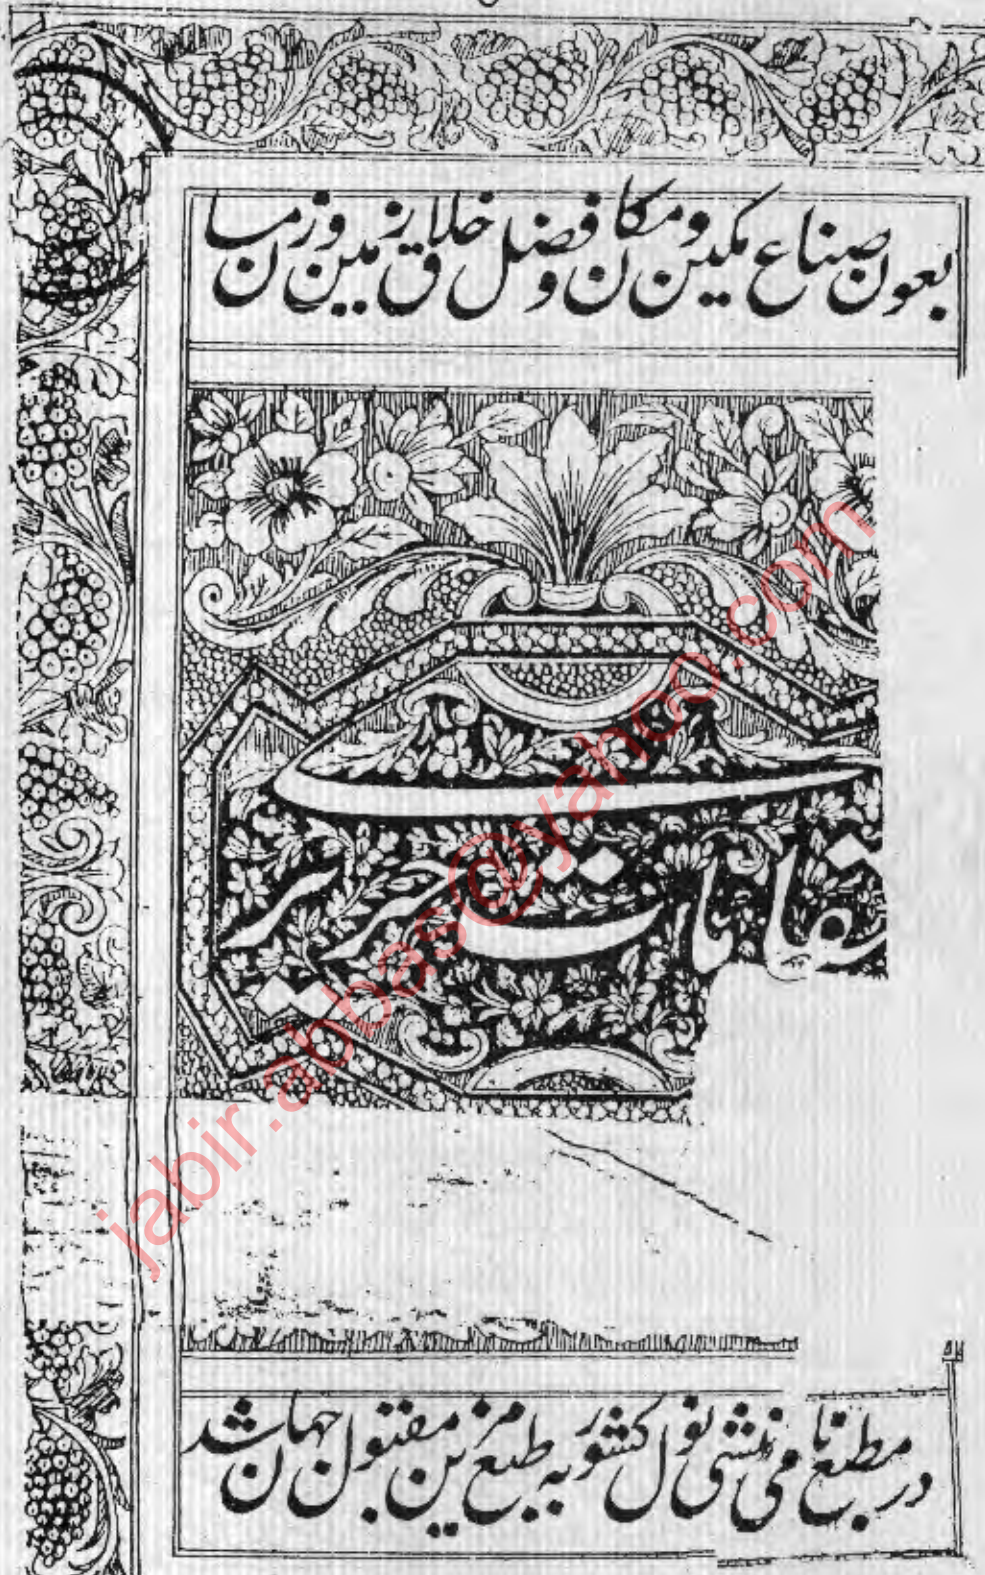 بعون صناع مکین و مکان و فضل خلاق زمین و زمان
مقامات حریری
در مطبع نامی منشی نول کشور به طبع مزین مقبول جهان شد
jabir.abbas@yahoo.com